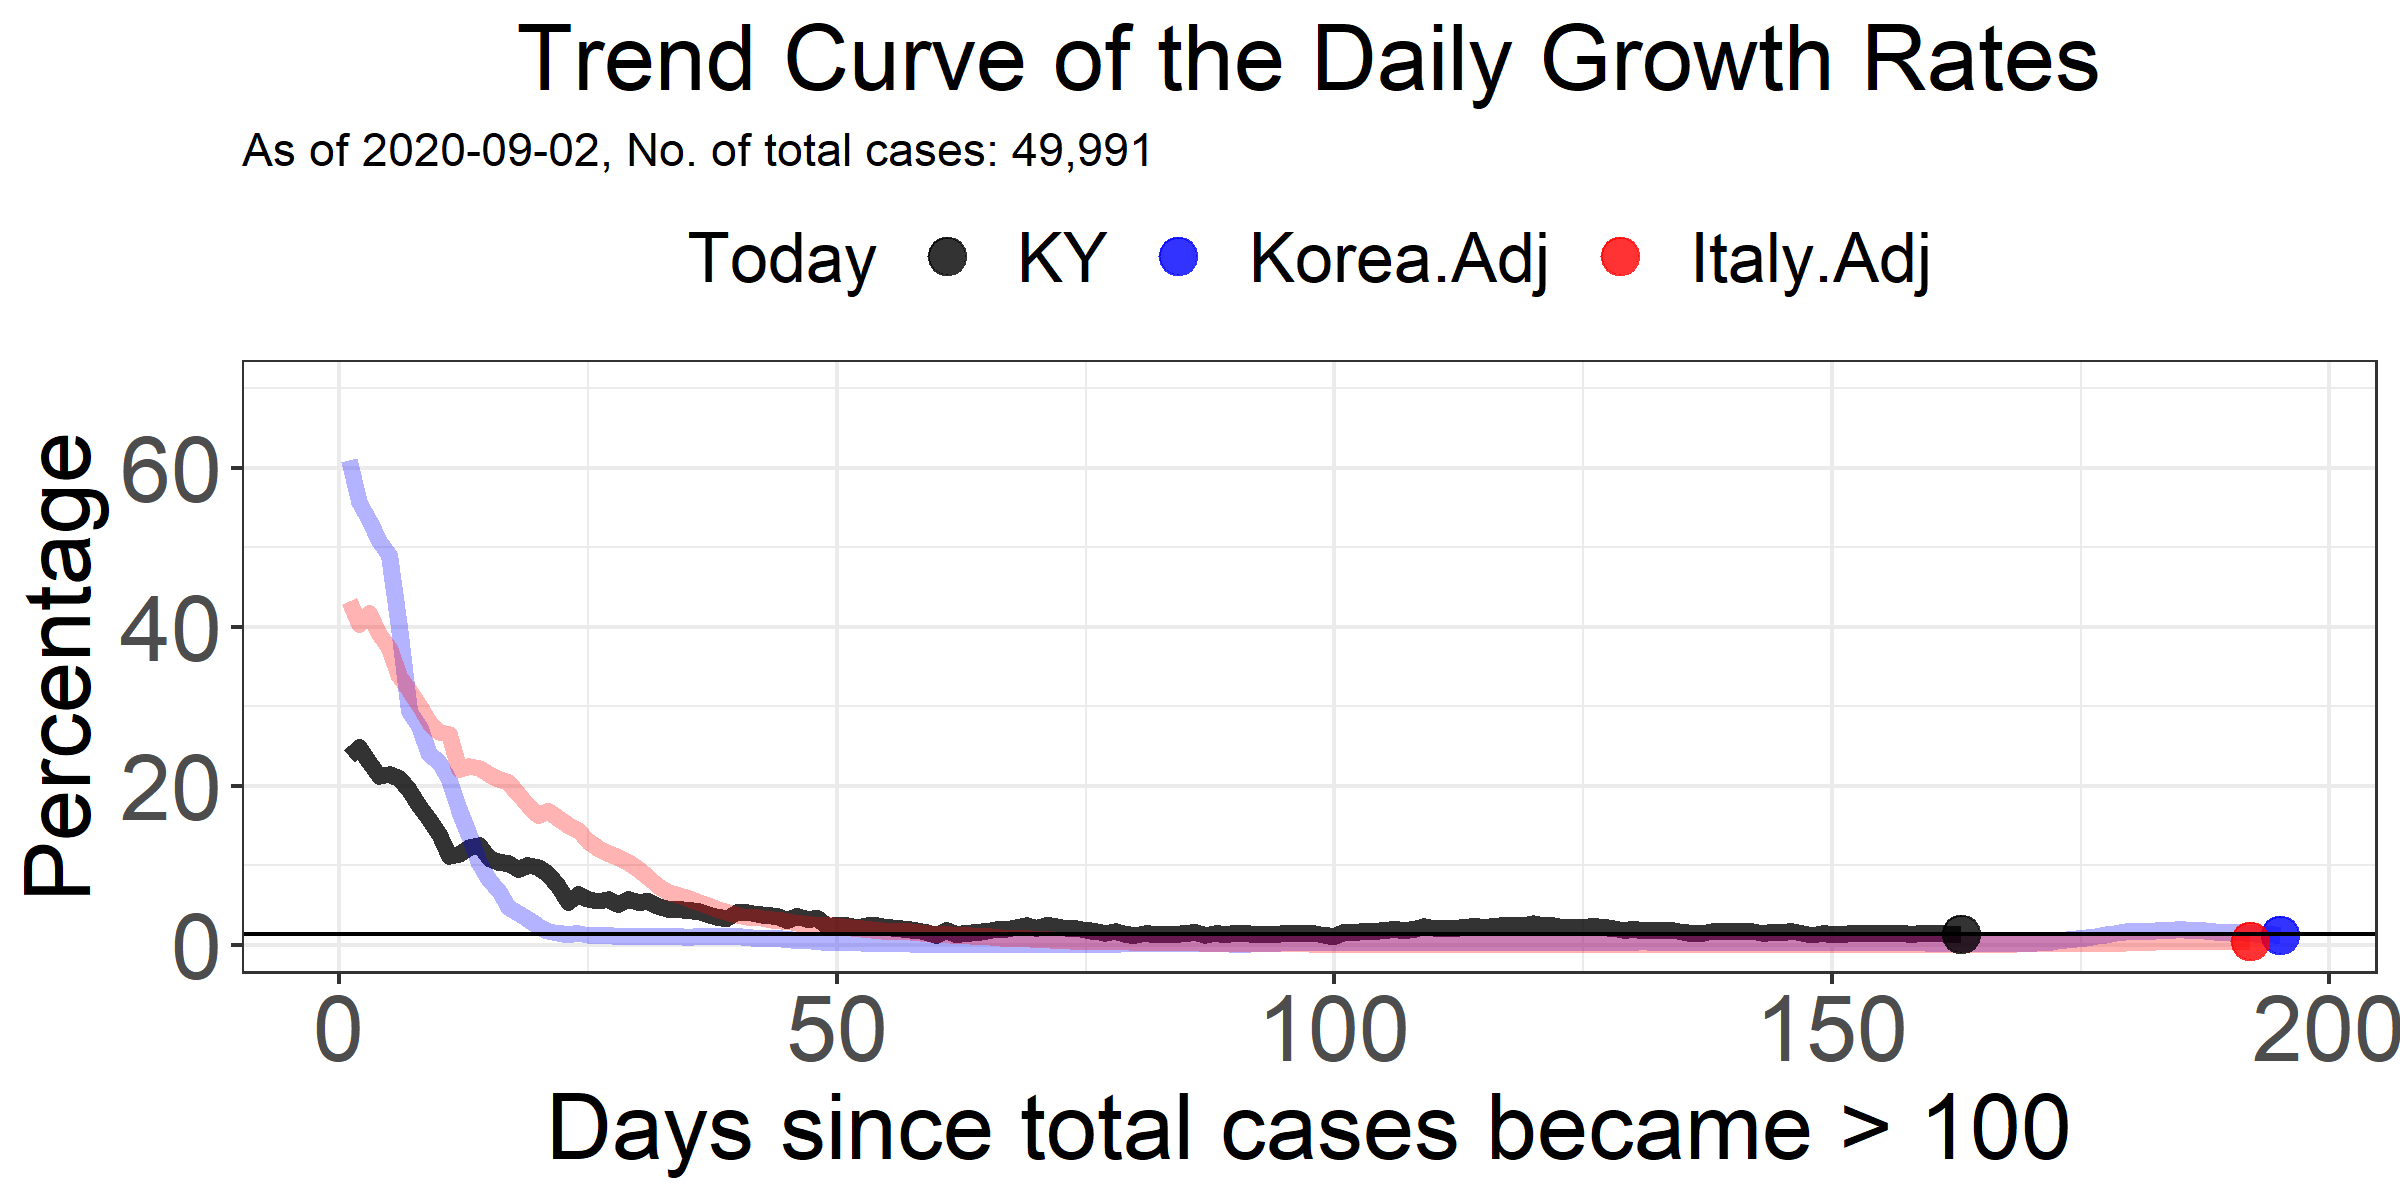 Trend Curve of the Daily Growth Rates
As of 2020-09-02, No. of total cases: 49,991
Today KY Korea.Adj Italy.Adj
Percentage
60
40
20
0
0 50 100 150 200
Days since total cases became > 100